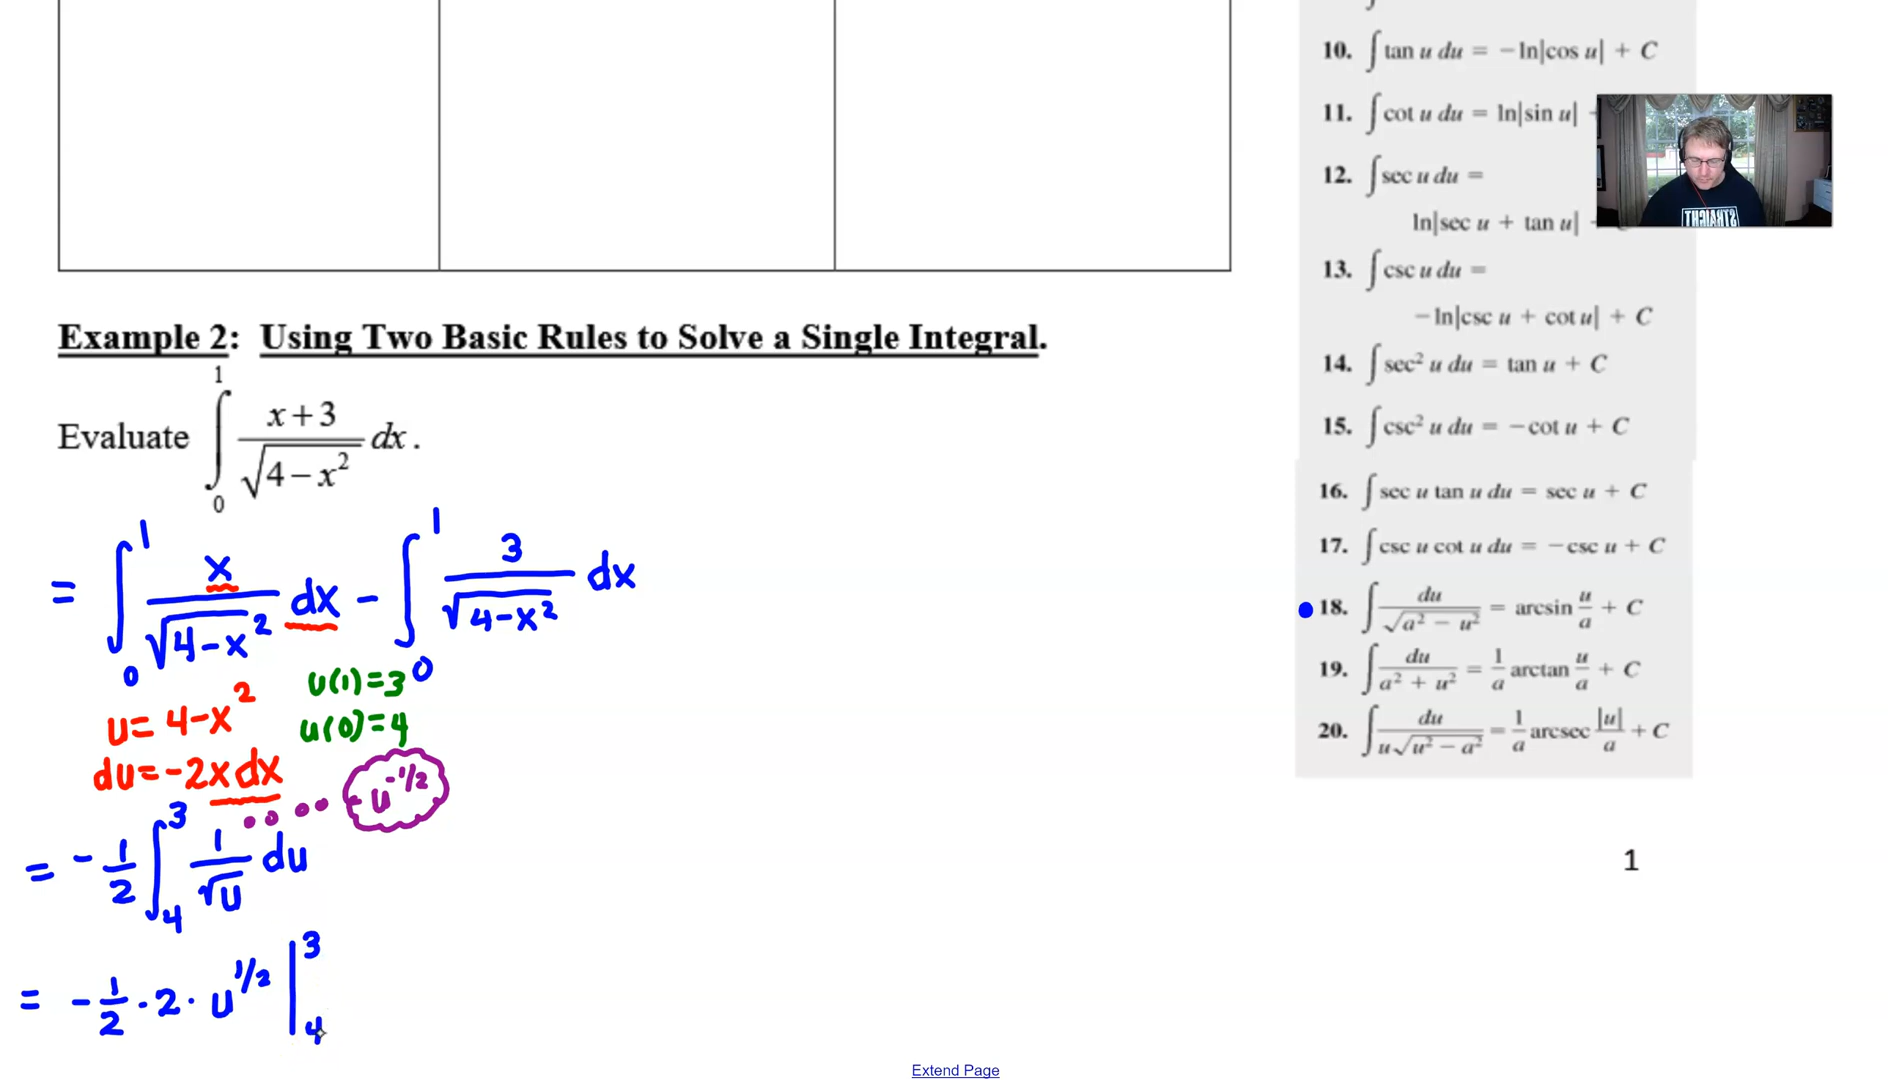 Example 2: Using Two Basic Rules to Solve a Single Integral.
Evaluate ∫₀¹ (x+3)/√(4−x²) dx.
= ∫₀¹ x/√(4−x²) dx − ∫₀¹ 3/√(4−x²) dx
u(1)=3
u=4−x²
u(0)=4
du=−2xdx
u^(−1/2)
= −1/2 ∫₄³ 1/√u du
= −1/2 · 2 · u^(1/2) |₄³
10. ∫ tan u du = −ln|cos u| + C
11. ∫ cot u du = ln|sin u|
12. ∫ sec u du =
ln|sec u + tan u|
13. ∫ csc u du =
−ln|csc u + cot u| + C
14. ∫ sec² u du = tan u + C
15. ∫ csc² u du = −cot u + C
16. ∫ sec u tan u du = sec u + C
17. ∫ csc u cot u du = −csc u + C
18. ∫ du/√(a² − u²) = arcsin u/a + C
19. ∫ du/(a² + u²) = 1/a arctan u/a + C
20. ∫ du/(u√(u² − a²)) = 1/a arcsec |u|/a + C
1
STRAIGHT
Extend Page